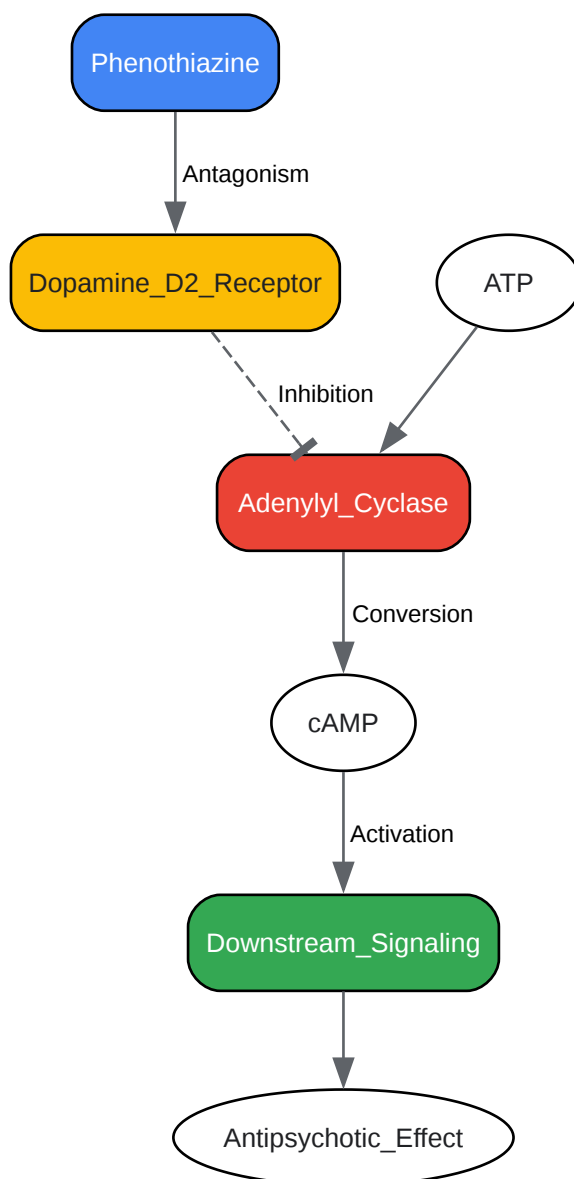 Phenothiazine
Antagonism
Dopamine_D2_Receptor
ATP
Inhibition
Adenylyl_Cyclase
Conversion
cAMP
Activation
Downstream_Signaling
Antipsychotic_Effect